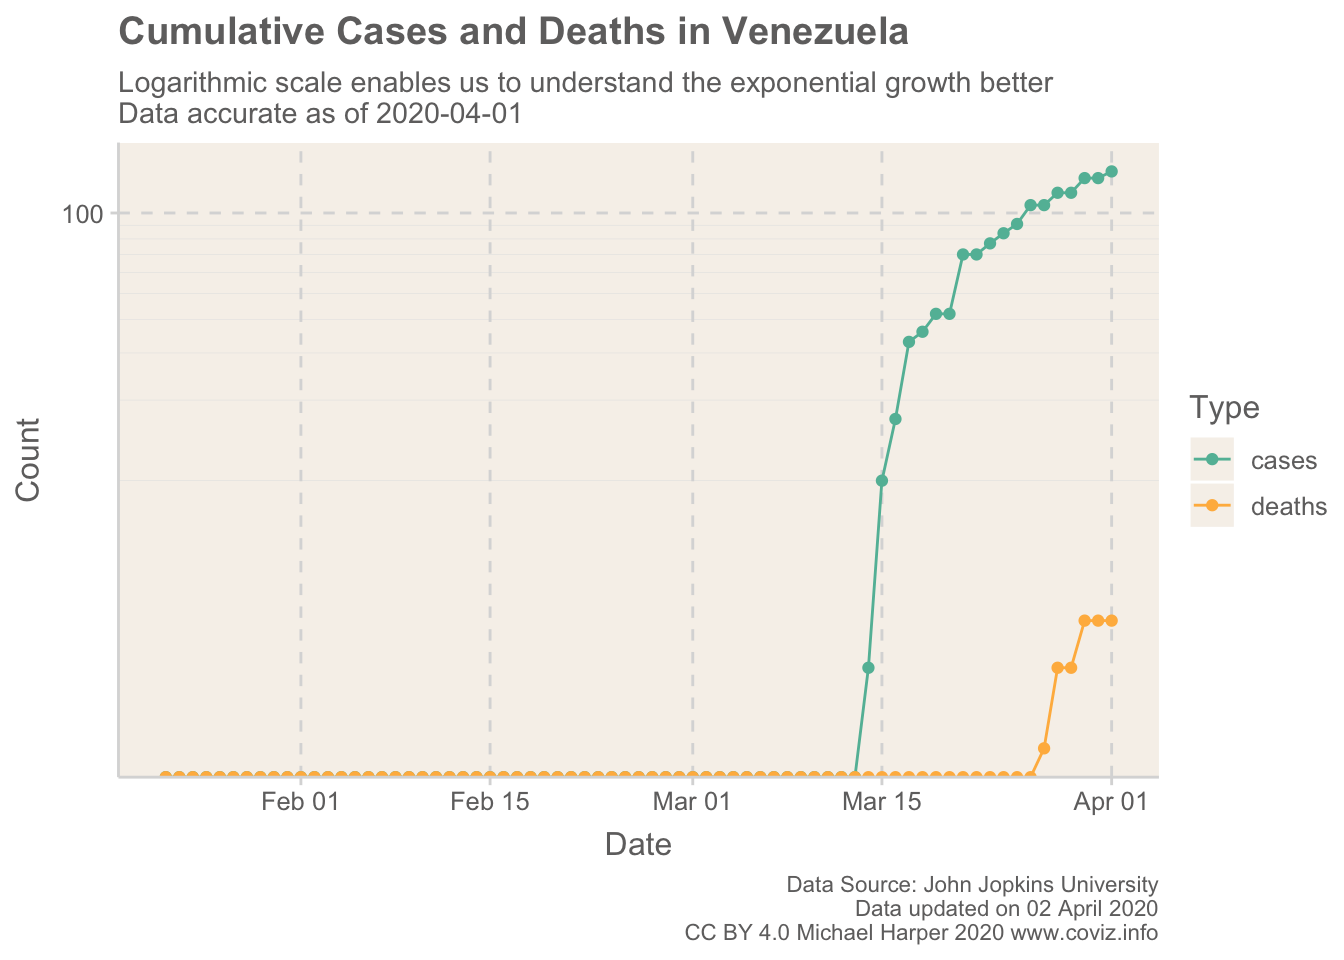 Cumulative Cases and Deaths in Venezuela
Logarithmic scale enables us to understand the exponential growth better
Data accurate as of 2020-04-01
100
Count
Type
cases
deaths
Feb 01
Feb 15
Mar 01
Mar 15
Apr 01
Date
Data Source: John Jopkins University
Data updated on 02 April 2020
CC BY 4.0 Michael Harper 2020 www.coviz.info